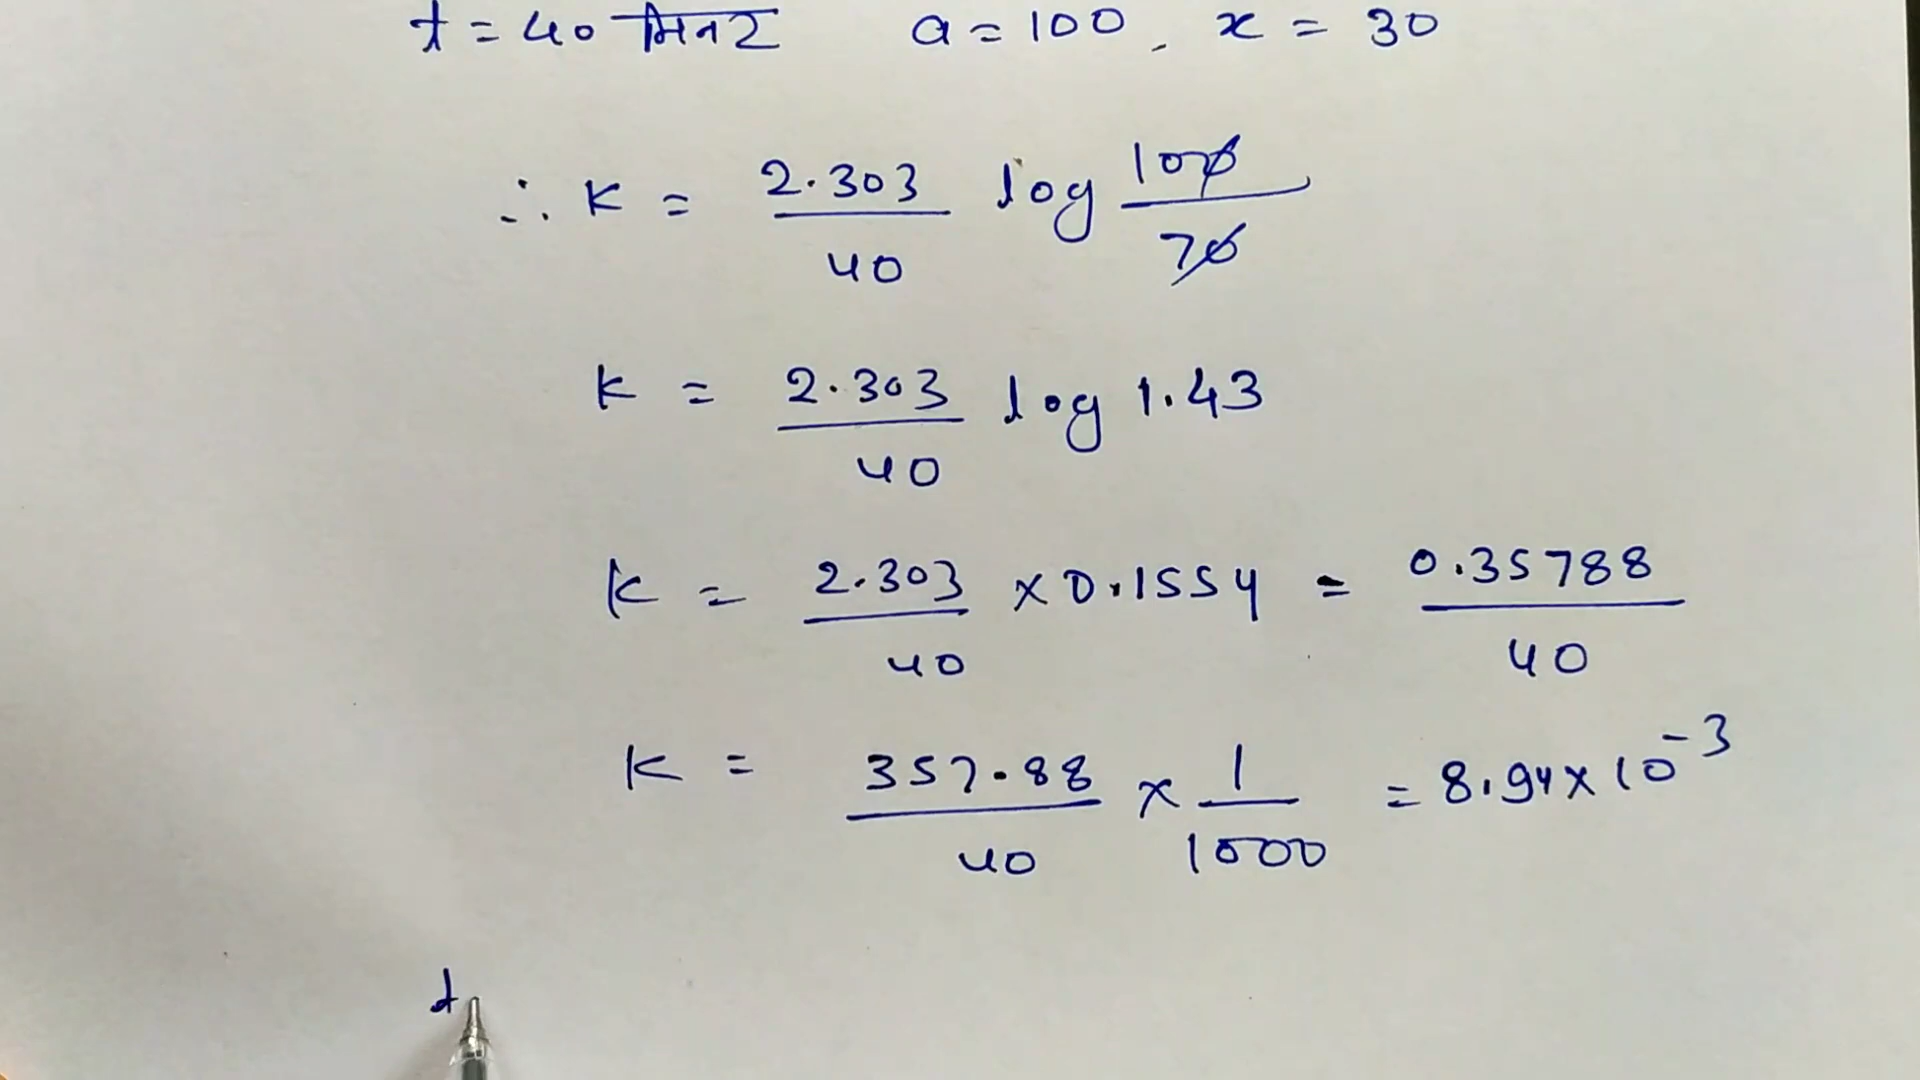 t = 40 मिनट a = 100, x = 30
∴ K = 2.303/40 log 100/70
K = 2.303/40 log 1.43
K = 2.303/40 × 0.1554 = 0.35788/40
K = 357.88/40 × 1/1000 = 8.94 × 10⁻³
t